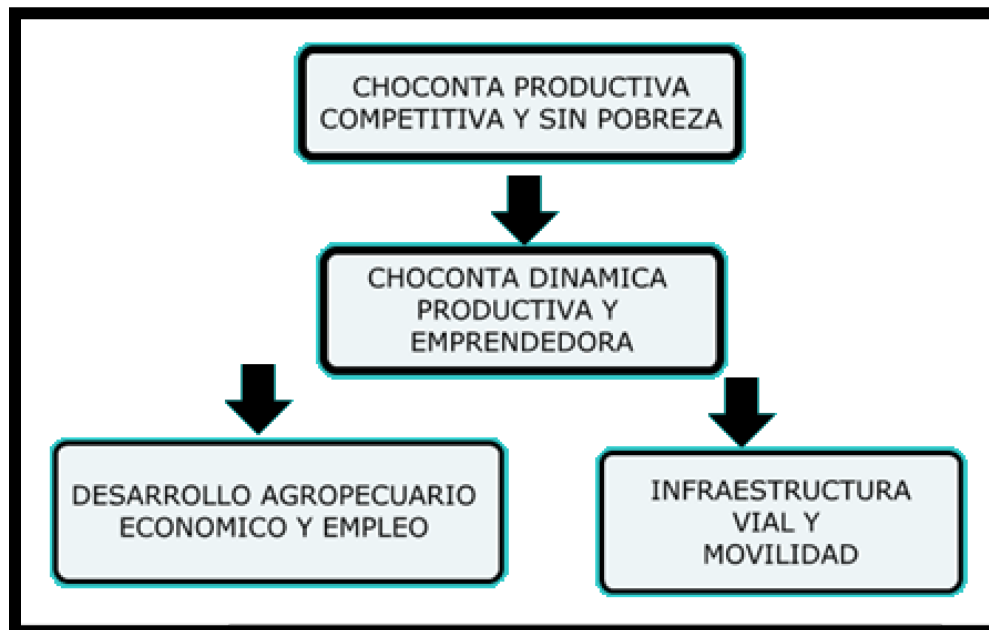 CHOCONTA PRODUCTIVA
COMPETITIVA Y SIN POBREZA
CHOCONTA DINAMICA
PRODUCTIVA Y
EMPRENDEDORA
DESARROLLO AGROPECUARIO
ECONOMICO Y EMPLEO
INFRAESTRUCTURA
VIAL Y
MOVILIDAD